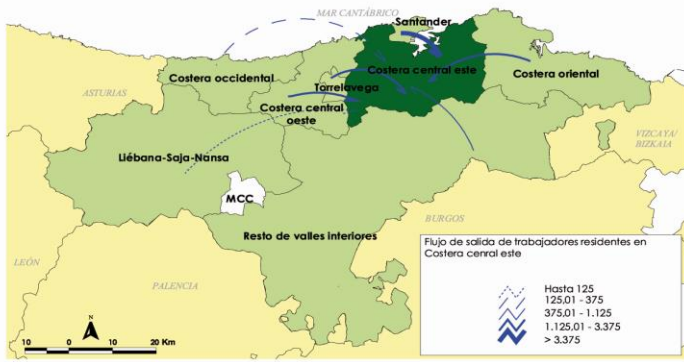 MAR CANTÁBRICO
Santander
Costera occidental
Costera central este
Costera oriental
Torrelavega
ASTURIAS
Costera central
oeste
VIZCAYA/
BIZKAIA
Liébana-Saja-Nansa
MCC
BURGOS
Resto de valles interiores
LEÓN
PALENCIA
Flujo de salida de trabajadores residentes en
Costera cenral este
Hasta 125
125,01 - 375
375,01 - 1.125
1.125,01 - 3.375
> 3.375
N
10 0 10 20 Km